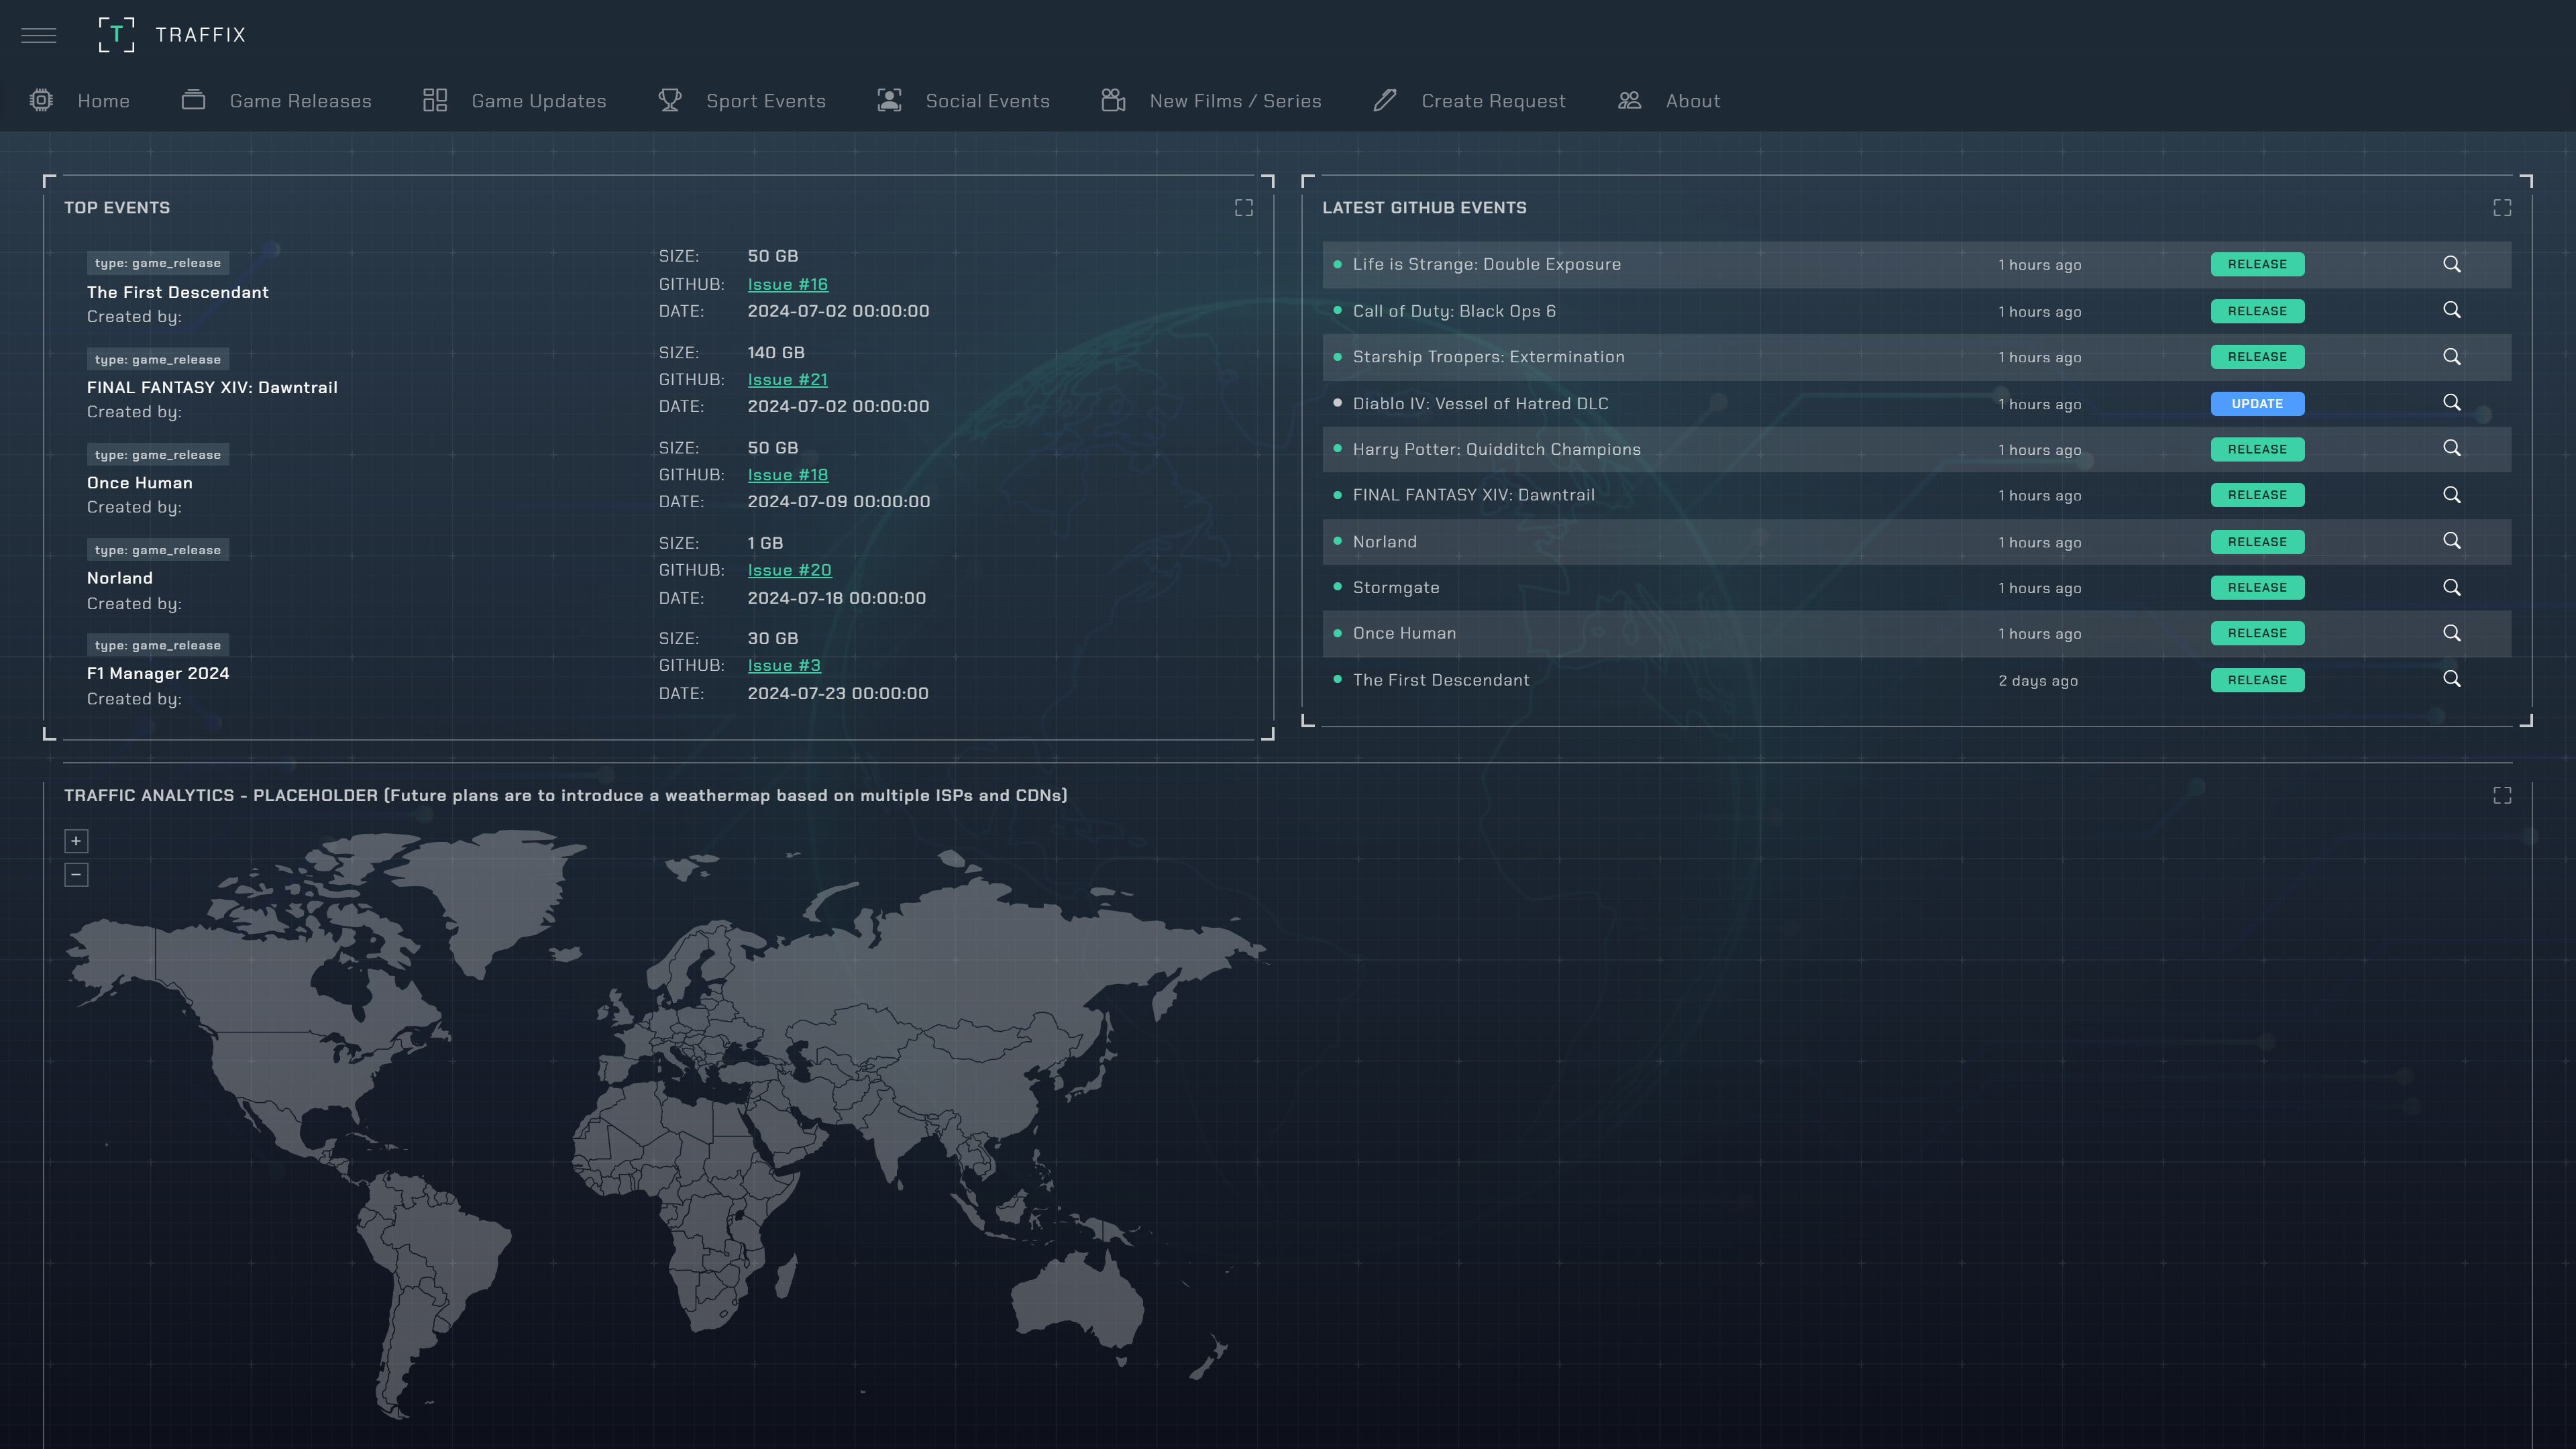 T TRAFFIX
Home Game Releases Game Updates Sport Events Social Events New Films / Series Create Request About
TOP EVENTS
type: game_release
The First Descendant
Created by:
SIZE: 50 GB
GITHUB: Issue #16
DATE: 2024-07-02 00:00:00
type: game_release
FINAL FANTASY XIV: Dawntrail
Created by:
SIZE: 140 GB
GITHUB: Issue #21
DATE: 2024-07-02 00:00:00
type: game_release
Once Human
Created by:
SIZE: 50 GB
GITHUB: Issue #18
DATE: 2024-07-09 00:00:00
type: game_release
Norland
Created by:
SIZE: 1 GB
GITHUB: Issue #20
DATE: 2024-07-18 00:00:00
type: game_release
F1 Manager 2024
Created by:
SIZE: 30 GB
GITHUB: Issue #3
DATE: 2024-07-23 00:00:00
LATEST GITHUB EVENTS
Life is Strange: Double Exposure 1 hours ago RELEASE
Call of Duty: Black Ops 6 1 hours ago RELEASE
Starship Troopers: Extermination 1 hours ago RELEASE
Diablo IV: Vessel of Hatred DLC 1 hours ago UPDATE
Harry Potter: Quidditch Champions 1 hours ago RELEASE
FINAL FANTASY XIV: Dawntrail 1 hours ago RELEASE
Norland 1 hours ago RELEASE
Stormgate 1 hours ago RELEASE
Once Human 1 hours ago RELEASE
The First Descendant 2 days ago RELEASE
TRAFFIC ANALYTICS - PLACEHOLDER (Future plans are to introduce a weathermap based on multiple ISPs and CDNs)
+
−